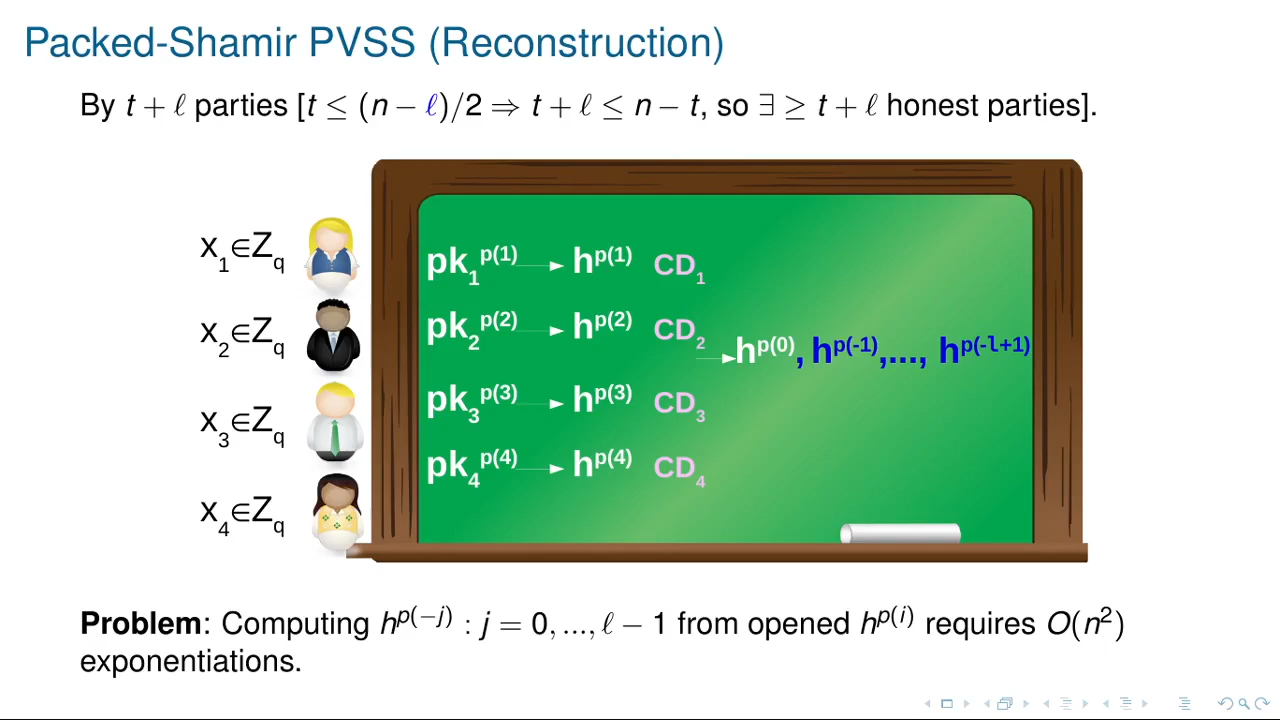 Packed-Shamir PVSS (Reconstruction)
By t + ℓ parties [t ≤ (n − ℓ)/2 ⇒ t + ℓ ≤ n − t, so ∃ ≥ t + ℓ honest parties].
x₁∈Z_q pk₁^p(1) → h^p(1) CD₁
x₂∈Z_q pk₂^p(2) → h^p(2) CD₂
→ h^p(0), h^p(-1),..., h^p(-l+1)
x₃∈Z_q pk₃^p(3) → h^p(3) CD₃
x₄∈Z_q pk₄^p(4) → h^p(4) CD₄
Problem: Computing h^p(−j) : j = 0, ..., ℓ − 1 from opened h^p(i) requires O(n²)
exponentiations.